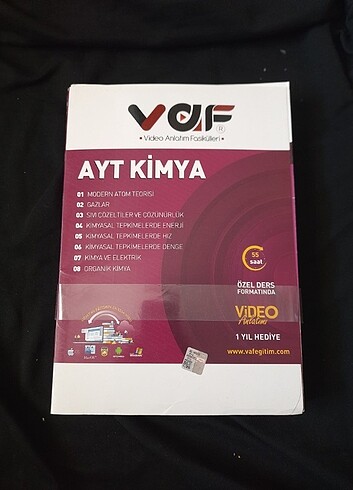 vaf
• Video Anlatım Fasikülleri •
AYT KİMYA
01 MODERN ATOM TEORİSİ
02 GAZLAR
03 SIVI ÇÖZELTİLER VE ÇÖZÜNÜRLÜK
04 KİMYASAL TEPKİMELERDE ENERJİ
05 KİMYASAL TEPKİMELERDE HIZ
06 KİMYASAL TEPKİMELERDE DENGE
07 KİMYA VE ELEKTRİK
08 ORGANİK KİMYA
55
saat
ÖZEL DERS
FORMATINDA
VİDEO
Anlatımı
1 YIL HEDİYE
www.vafegitim.com